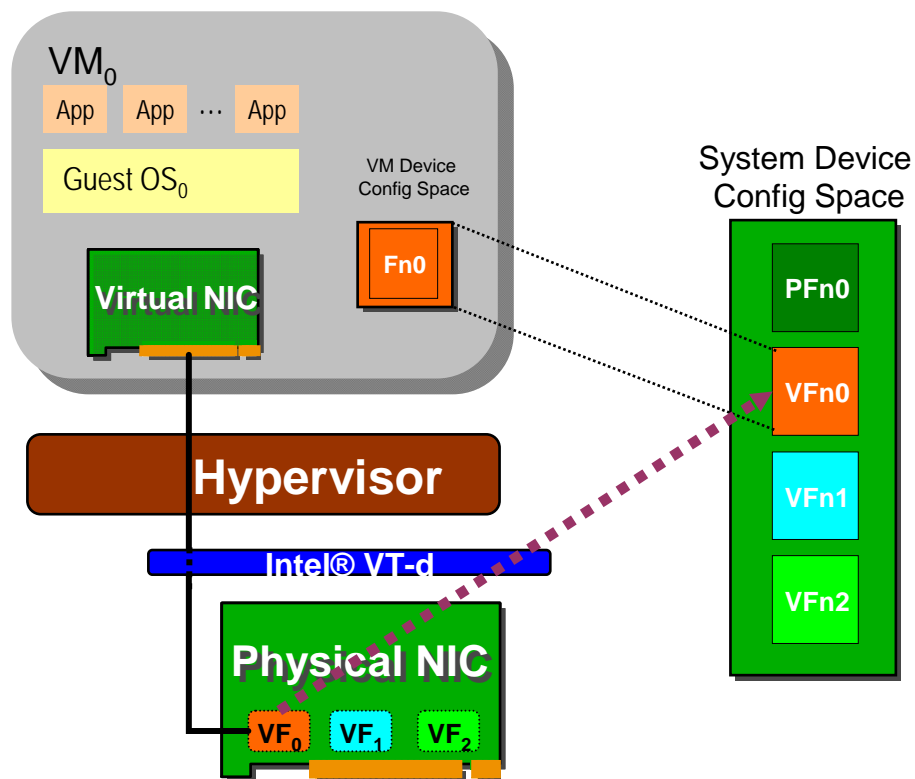 VM0
App App ... App
Guest OS0
VM Device
Config Space
Fn0
Virtual NIC
System Device
Config Space
PFn0
VFn0
VFn1
VFn2
Hypervisor
Intel® VT-d
Physical NIC
VF0 VF1 VF2